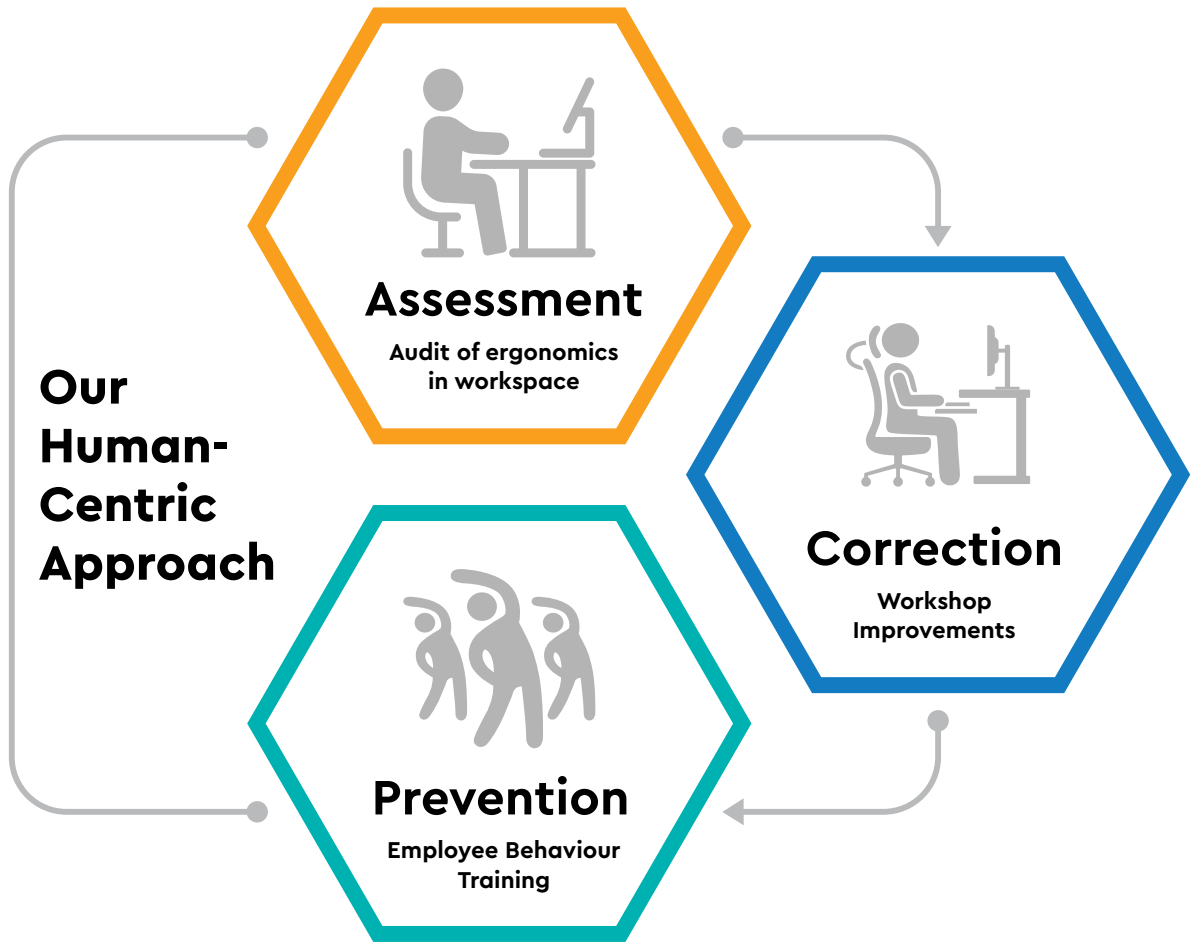 Our
Human-
Centric
Approach
Assessment
Audit of ergonomics
in workspace
Correction
Workshop
Improvements
Prevention
Employee Behaviour
Training